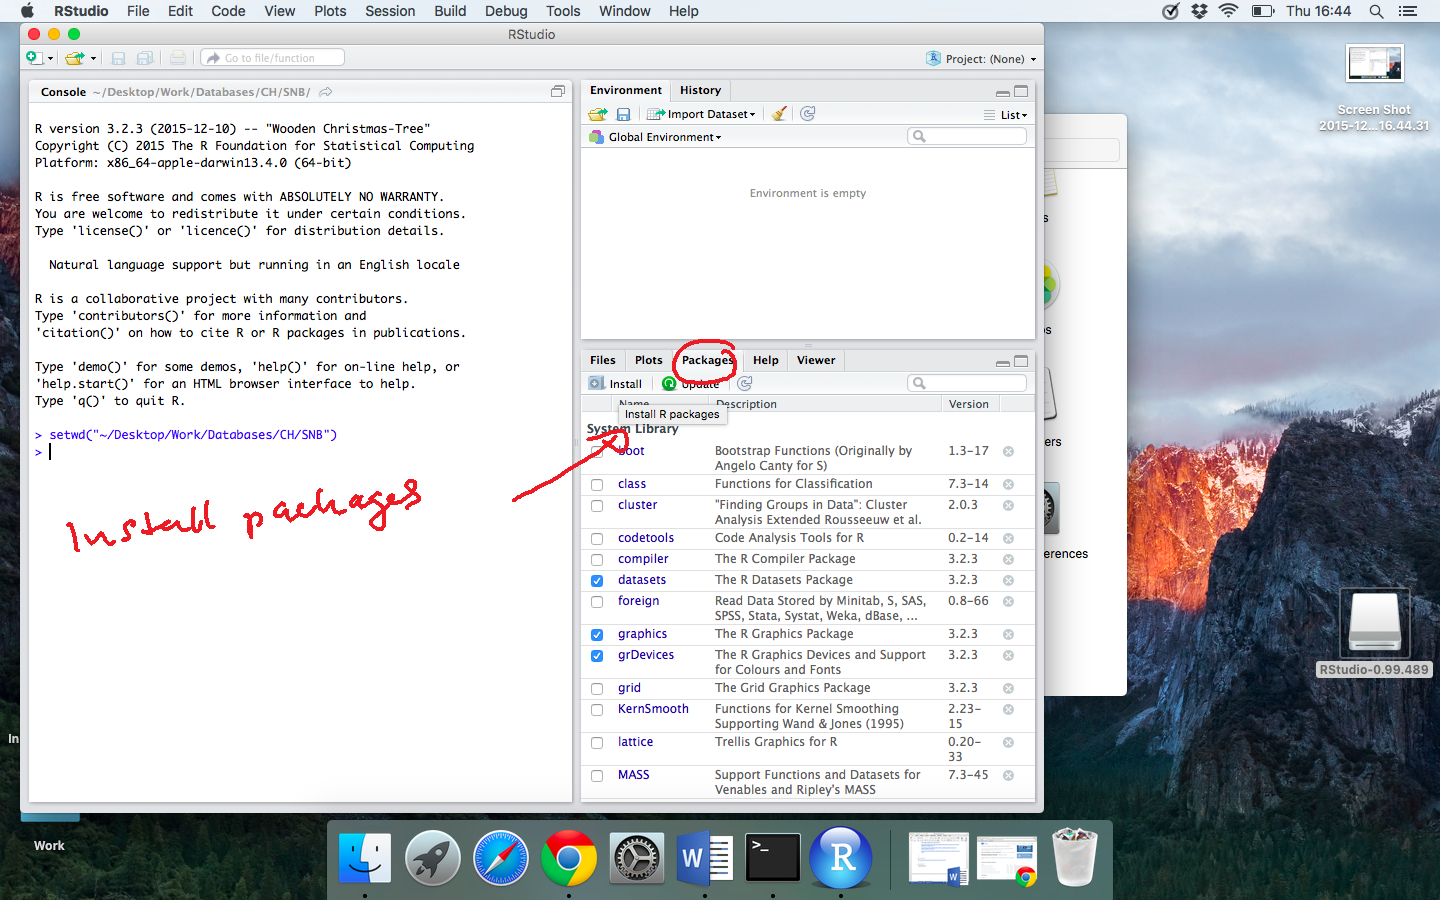 RStudio File Edit Code View Plots Session Build Debug Tools Window Help Thu 16:44
RStudio
Go to file/function
Project: (None)
Console ~/Desktop/Work/Databases/CH/SNB/
R version 3.2.3 (2015-12-10) -- "Wooden Christmas-Tree"
Copyright (C) 2015 The R Foundation for Statistical Computing
Platform: x86_64-apple-darwin13.4.0 (64-bit)
R is free software and comes with ABSOLUTELY NO WARRANTY.
You are welcome to redistribute it under certain conditions.
Type 'license()' or 'licence()' for distribution details.
Natural language support but running in an English locale
R is a collaborative project with many contributors.
Type 'contributors()' for more information and
'citation()' on how to cite R or R packages in publications.
Type 'demo()' for some demos, 'help()' for on-line help, or
'help.start()' for an HTML browser interface to help.
Type 'q()' to quit R.
> setwd("~/Desktop/Work/Databases/CH/SNB")
>
Install packages
Environment History
Import Dataset List
Global Environment
Environment is empty
Files Plots Packages Help Viewer
Install Update
Name Description Version
Install R packages
System Library
boot Bootstrap Functions (Originally by 1.3-17
Angelo Canty for S)
class Functions for Classification 7.3-14
cluster "Finding Groups in Data": Cluster 2.0.3
Analysis Extended Rousseeuw et al.
codetools Code Analysis Tools for R 0.2-14
compiler The R Compiler Package 3.2.3
datasets The R Datasets Package 3.2.3
foreign Read Data Stored by Minitab, S, SAS, 0.8-66
SPSS, Stata, Systat, Weka, dBase, ...
graphics The R Graphics Package 3.2.3
grDevices The R Graphics Devices and Support 3.2.3
for Colours and Fonts
grid The Grid Graphics Package 3.2.3
KernSmooth Functions for Kernel Smoothing 2.23-
Supporting Wand & Jones (1995) 15
lattice Trellis Graphics for R 0.20-
33
MASS Support Functions and Datasets for 7.3-45
Venables and Ripley's MASS
Screen Shot
2015-12...16.44.31
s
os
ers
erences
RStudio-0.99.489
In
Work
W
>_
R
W